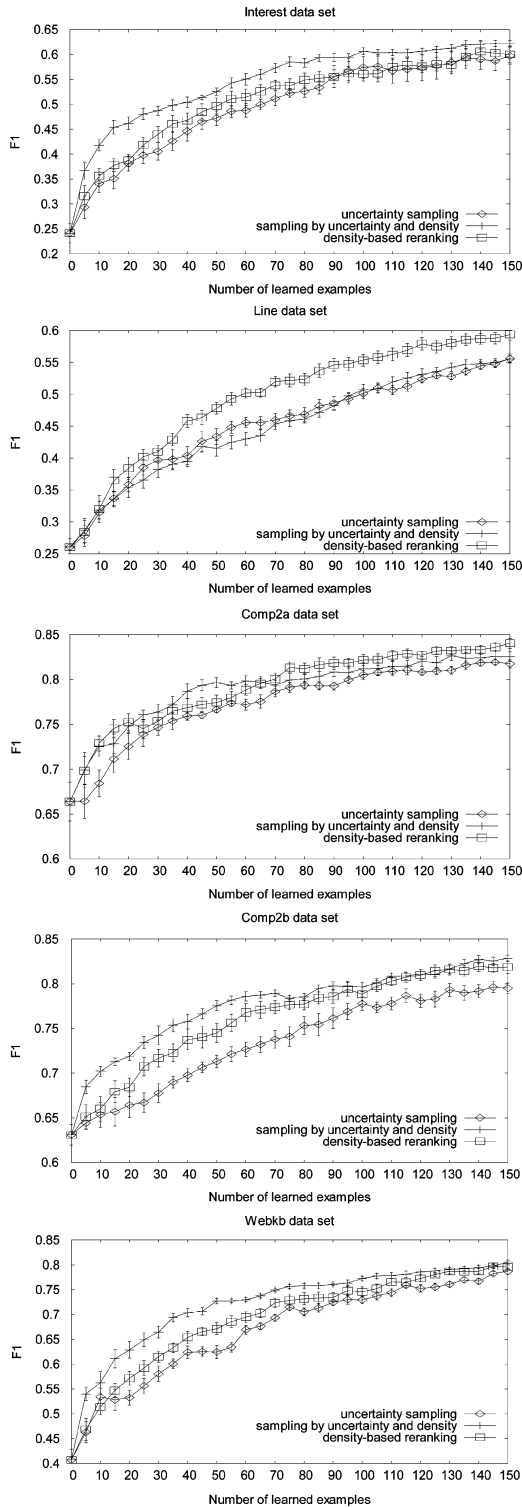 Interest data set
0.65
0.6
0.55
0.5
0.45
0.4
0.35
0.3
0.25
0.2
F1
uncertainty sampling
sampling by uncertainty and density
density-based reranking
0 10 20 30 40 50 60 70 80 90 100 110 120 130 140 150
Number of learned examples
Line data set
0.6
0.55
0.5
0.45
0.4
0.35
0.3
0.25
F1
uncertainty sampling
sampling by uncertainty and density
density-based reranking
0 10 20 30 40 50 60 70 80 90 100 110 120 130 140 150
Number of learned examples
Comp2a data set
0.85
0.8
0.75
0.7
0.65
0.6
F1
uncertainty sampling
sampling by uncertainty and density
density-based reranking
0 10 20 30 40 50 60 70 80 90 100 110 120 130 140 150
Number of learned examples
Comp2b data set
0.85
0.8
0.75
0.7
0.65
0.6
F1
uncertainty sampling
sampling by uncertainty and density
density-based reranking
0 10 20 30 40 50 60 70 80 90 100 110 120 130 140 150
Number of learned examples
Webkb data set
0.85
0.8
0.75
0.7
0.65
0.6
0.55
0.5
0.45
0.4
F1
uncertainty sampling
sampling by uncertainty and density
density-based reranking
0 10 20 30 40 50 60 70 80 90 100 110 120 130 140 150
Number of learned examples